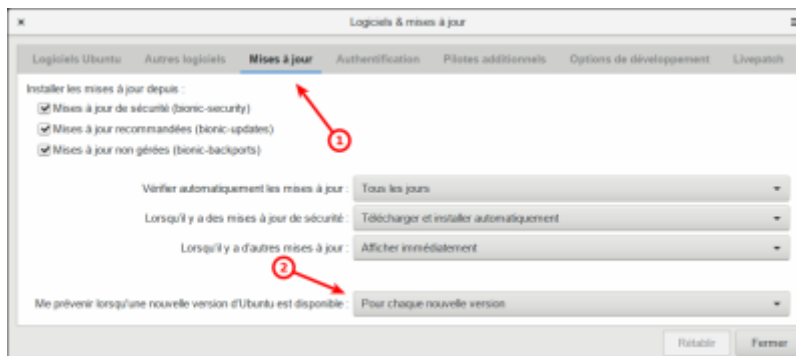 Logiciels & mises à jour
Logiciels Ubuntu Autres logiciels Mises à jour Authentification Pilotes additionnels Options de développement Livepatch
Installer les mises à jour depuis :
Mises à jour de sécurité (bionic-security)
Mises à jour recommandées (bionic-updates)
Mises à jour non gérées (bionic-backports)
1
Vérifier automatiquement les mises à jour : Tous les jours
Lorsqu'il y a des mises à jour de sécurité : Télécharger et installer automatiquement
Lorsqu'il y a d'autres mises à jour : Afficher immédiatement
2
Me prévenir lorsqu'une nouvelle version d'Ubuntu est disponible : Pour chaque nouvelle version
Rétablir Fermer